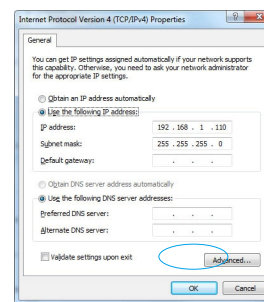 Internet Protocol Version 4 (TCP/IPv4) Properties
General
You can get IP settings assigned automatically if your network supports
this capability. Otherwise, you need to ask your network administrator
for the appropriate IP settings.
Obtain an IP address automatically
Use the following IP address:
IP address: 192 . 168 . 1 . 110
Subnet mask: 255 . 255 . 255 . 0
Default gateway: . . .
Obtain DNS server address automatically
Use the following DNS server addresses:
Preferred DNS server: . . .
Alternate DNS server: . . .
Validate settings upon exit
Advanced...
OK Cancel